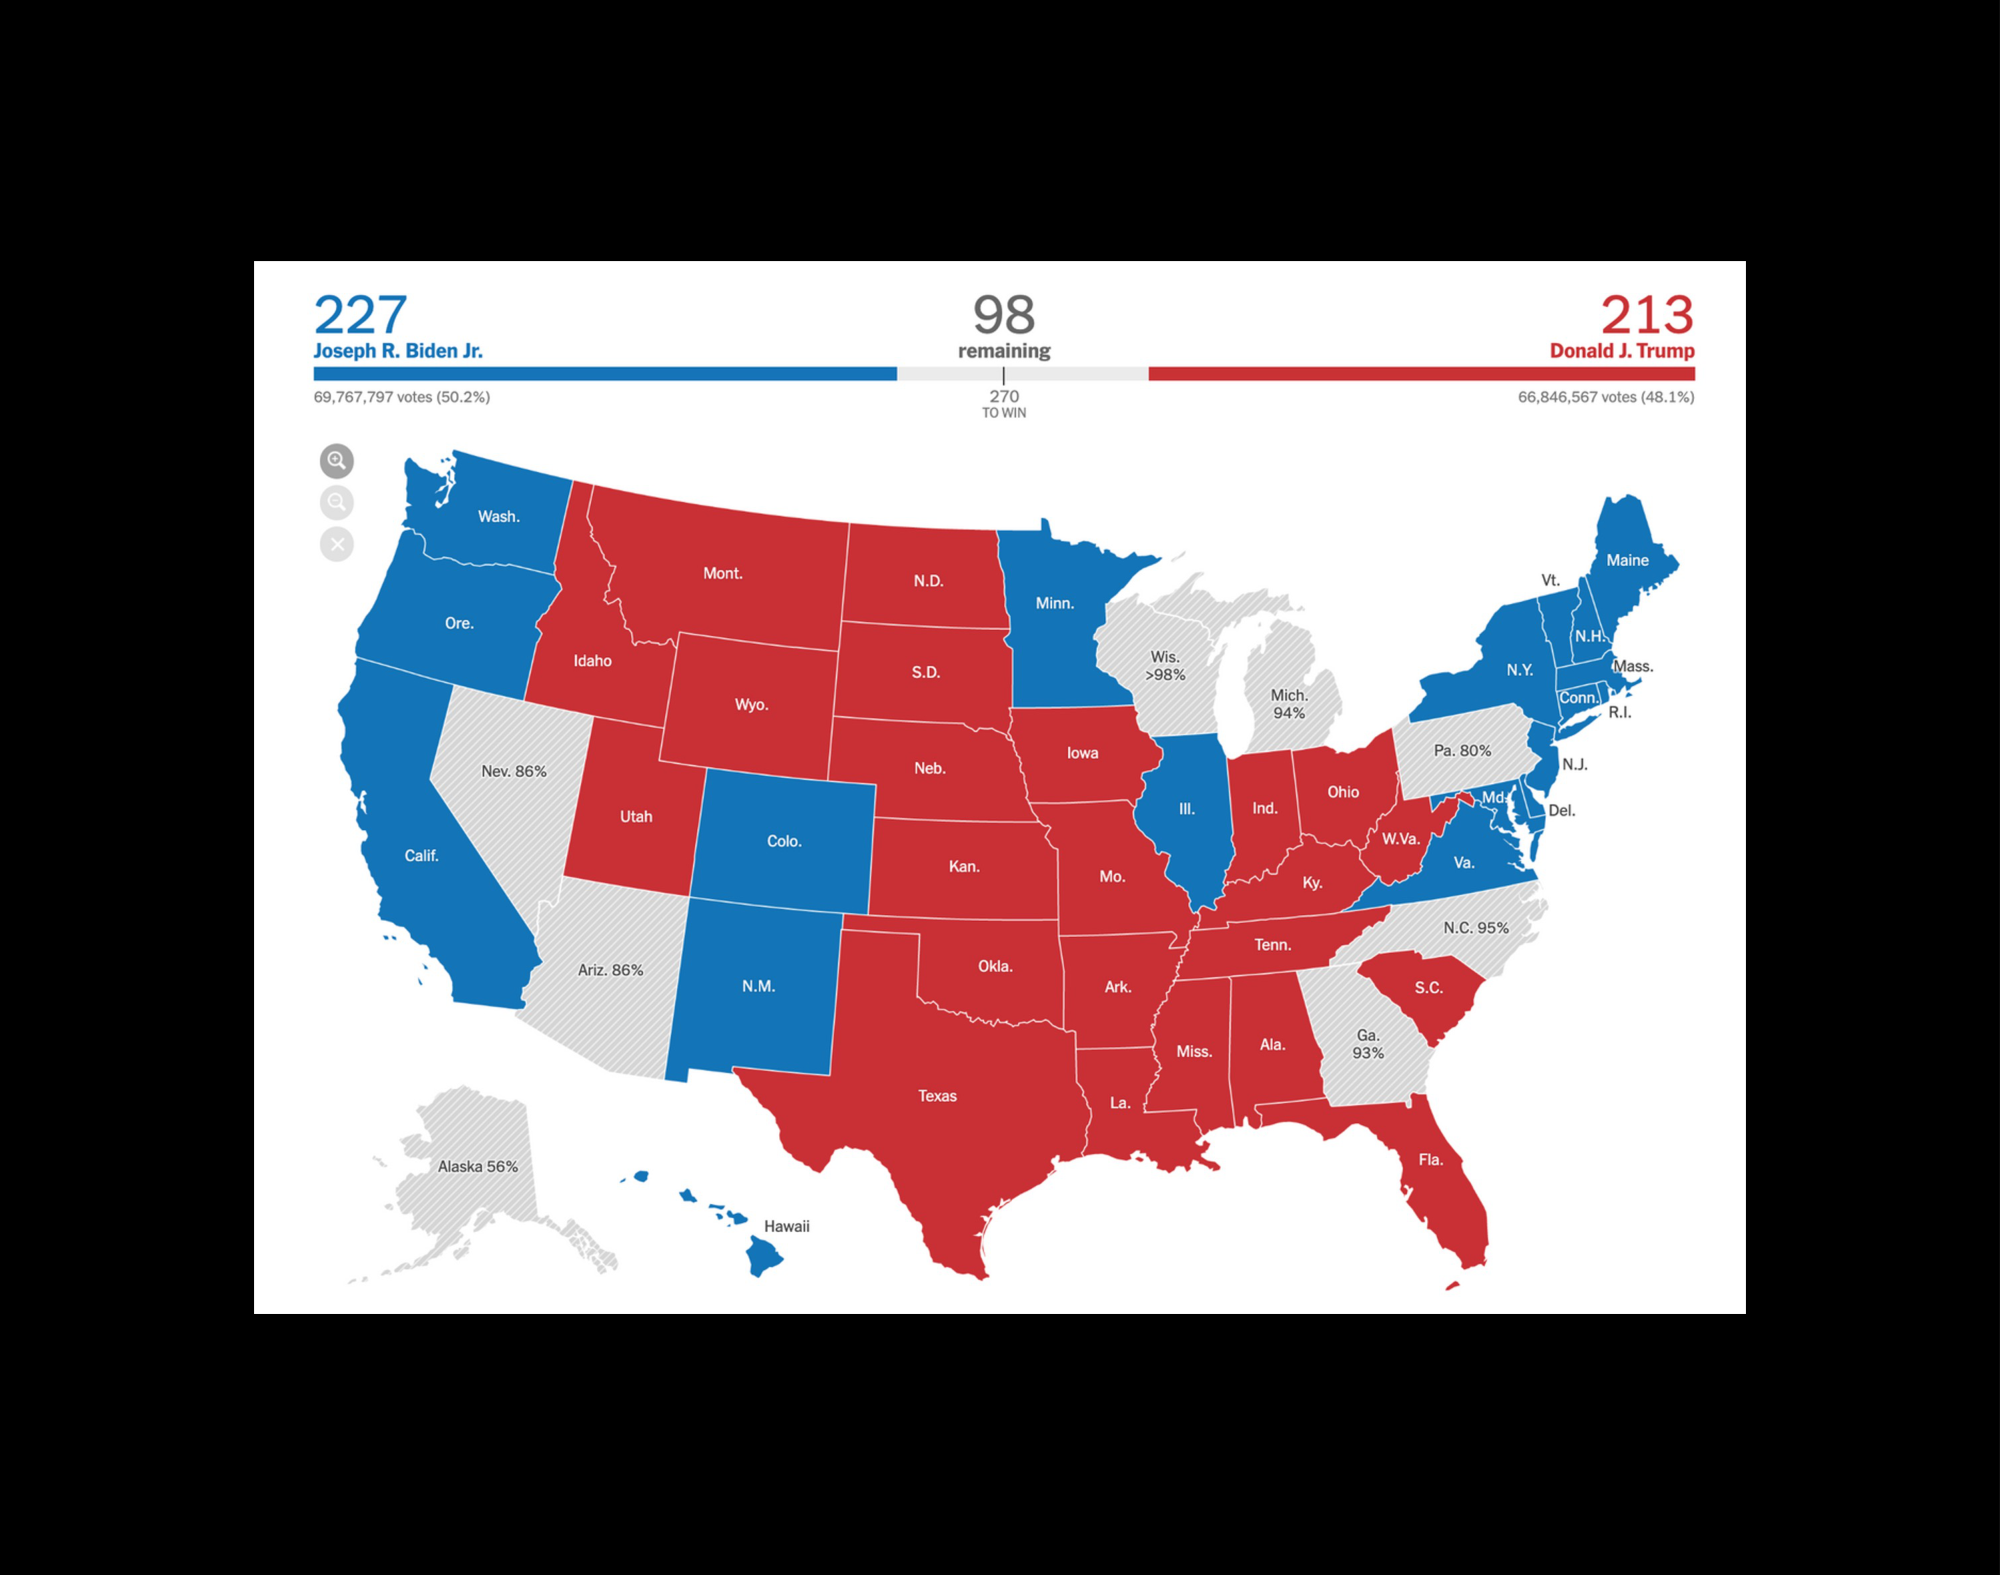 227
98
213
Joseph R. Biden Jr.
remaining
Donald J. Trump
69,767,797 votes (50.2%)
270
TO WIN
66,846,567 votes (48.1%)
Wash.
Mont.
N.D.
Minn.
Maine
Vt.
Ore.
Idaho
Wyo.
S.D.
Wis.
>98%
Mich.
94%
N.H.
N.Y.
Mass.
Conn.
R.I.
Nev. 86%
Utah
Colo.
Neb.
Iowa
Ill.
Ind.
Ohio
Pa. 80%
N.J.
Md.
Del.
Calif.
Kan.
Mo.
Ky.
W.Va.
Va.
Ariz. 86%
N.M.
Okla.
Ark.
Tenn.
N.C. 95%
S.C.
Texas
La.
Miss.
Ala.
Ga.
93%
Fla.
Alaska 56%
Hawaii